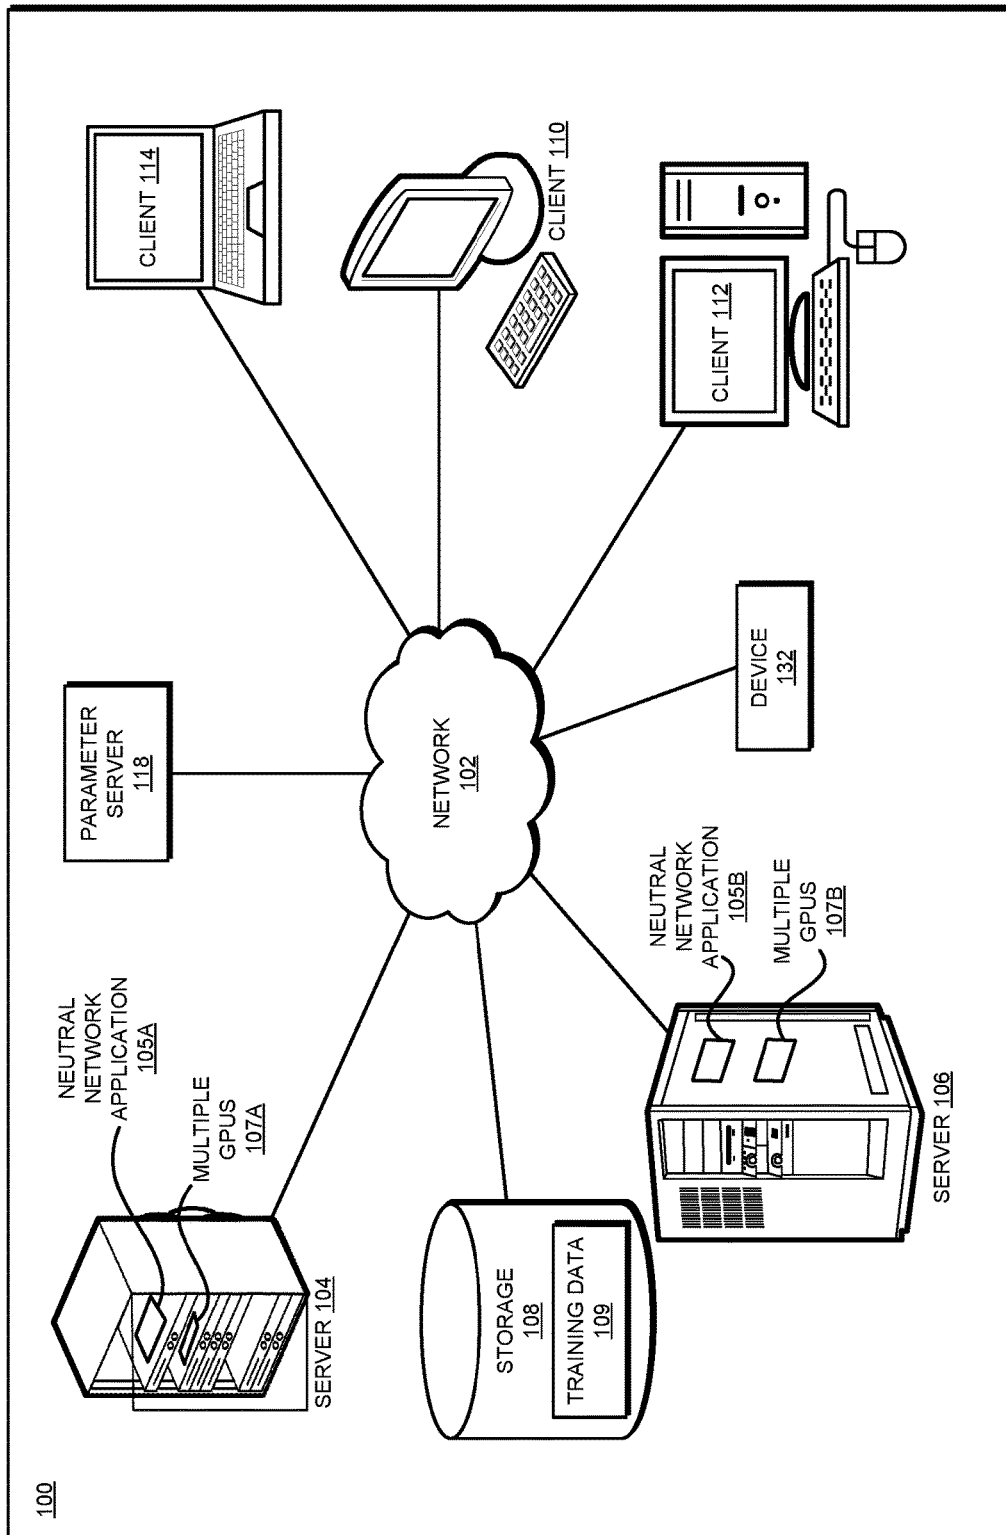 100
NEUTRAL
NETWORK
APPLICATION
105A
MULTIPLE
GPUS
107A
SERVER 104
PARAMETER
SERVER
118
CLIENT 114
STORAGE
108
TRAINING DATA
109
NETWORK
102
CLIENT 110
NEUTRAL
NETWORK
APPLICATION
105B
MULTIPLE
GPUS
107B
SERVER 106
DEVICE
132
CLIENT 112